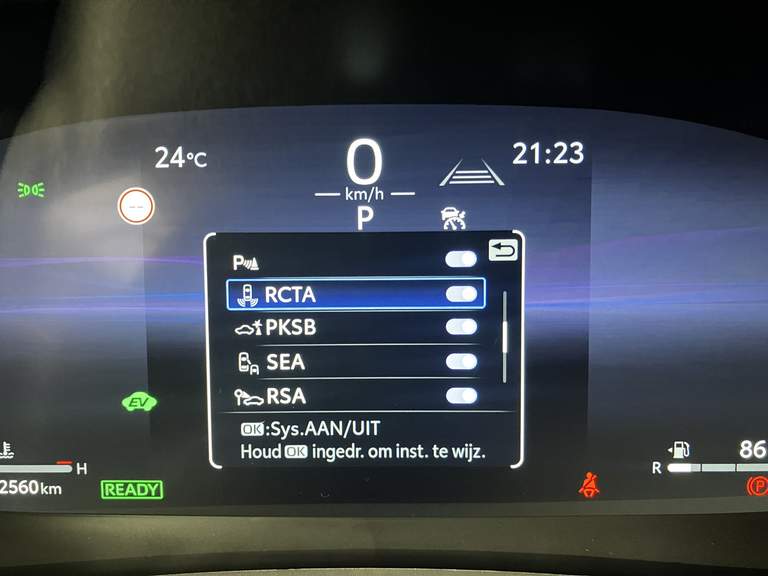 24°C
0
21:23
km/h
P
P
RCTA
PKSB
SEA
RSA
OK:Sys.AAN/UIT
Houd OK ingedr. om inst. te wijz.
EV
H
2560km
READY
R
86
P